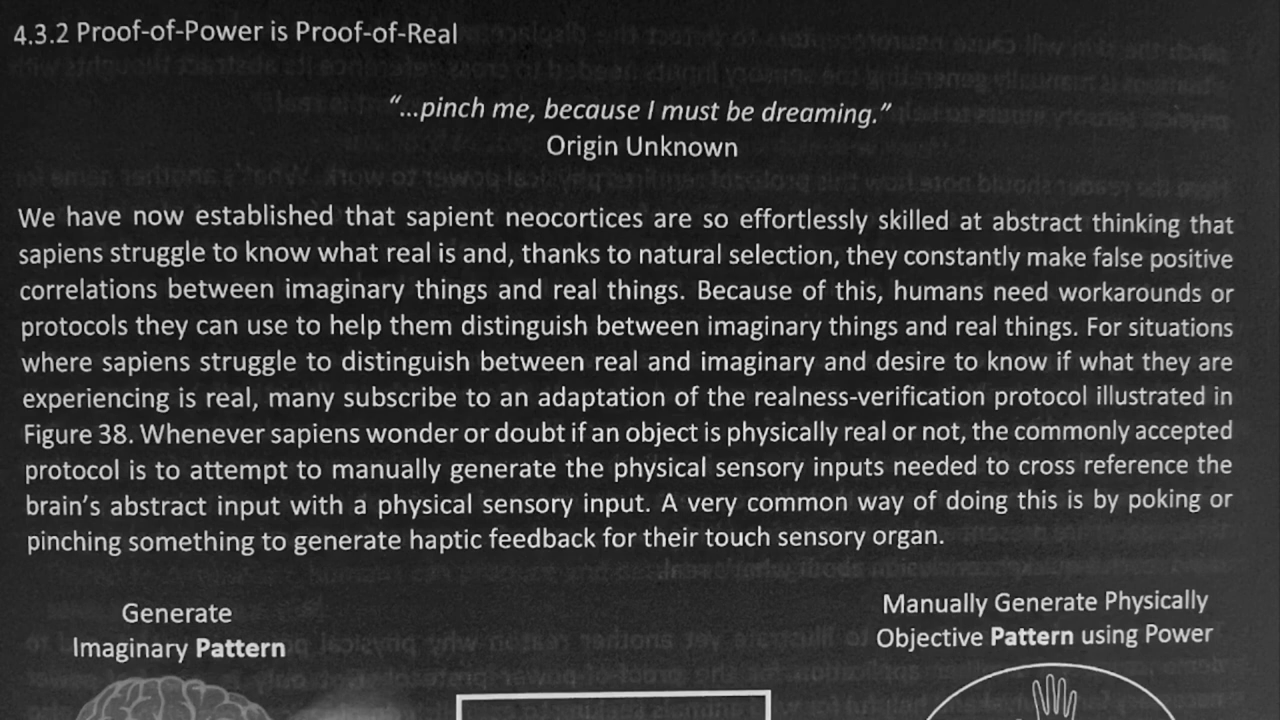 4.3.2 Proof-of-Power is Proof-of-Real
“...pinch me, because I must be dreaming.”
Origin Unknown
We have now established that sapient neocortices are so effortlessly skilled at abstract thinking that
sapiens struggle to know what real is and, thanks to natural selection, they constantly make false positive
correlations between imaginary things and real things. Because of this, humans need workarounds or
protocols they can use to help them distinguish between imaginary things and real things. For situations
where sapiens struggle to distinguish between real and imaginary and desire to know if what they are
experiencing is real, many subscribe to an adaptation of the realness-verification protocol illustrated in
Figure 38. Whenever sapiens wonder or doubt if an object is physically real or not, the commonly accepted
protocol is to attempt to manually generate the physical sensory inputs needed to cross reference the
brain’s abstract input with a physical sensory input. A very common way of doing this is by poking or
pinching something to generate haptic feedback for their touch sensory organ.
Generate
Imaginary Pattern
Manually Generate Physically
Objective Pattern using Power